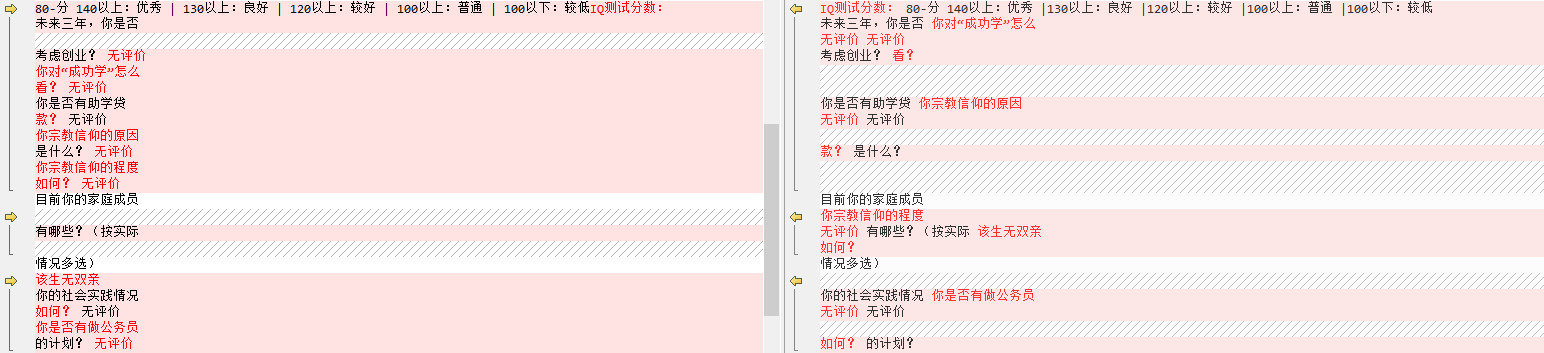 80-分 140以上: 优秀 | 130以上: 良好 | 120以上: 较好 | 100以上: 普通 | 100以下: 较低IQ测试分数:
未来三年，你是否
考虑创业？ 无评价
你对“成功学”怎么
看？ 无评价
你是否有助学贷
款？ 无评价
你宗教信仰的原因
是什么？ 无评价
你宗教信仰的程度
如何？ 无评价
目前你的家庭成员
有哪些？（按实际
情况多选）
该生无双亲
你的社会实践情况
如何？ 无评价
你是否有做公务员
的计划？ 无评价
IQ测试分数: 80-分 140以上: 优秀 |130以上: 良好 |120以上: 较好 |100以上: 普通 |100以下: 较低
未来三年，你是否 你对“成功学”怎么
无评价 无评价
考虑创业？ 看？
你是否有助学贷 你宗教信仰的原因
无评价 无评价
款？ 是什么？
目前你的家庭成员
你宗教信仰的程度
无评价 有哪些？（按实际 该生无双亲
如何？
情况多选）
你的社会实践情况 你是否有做公务员
无评价 无评价
如何？ 的计划？